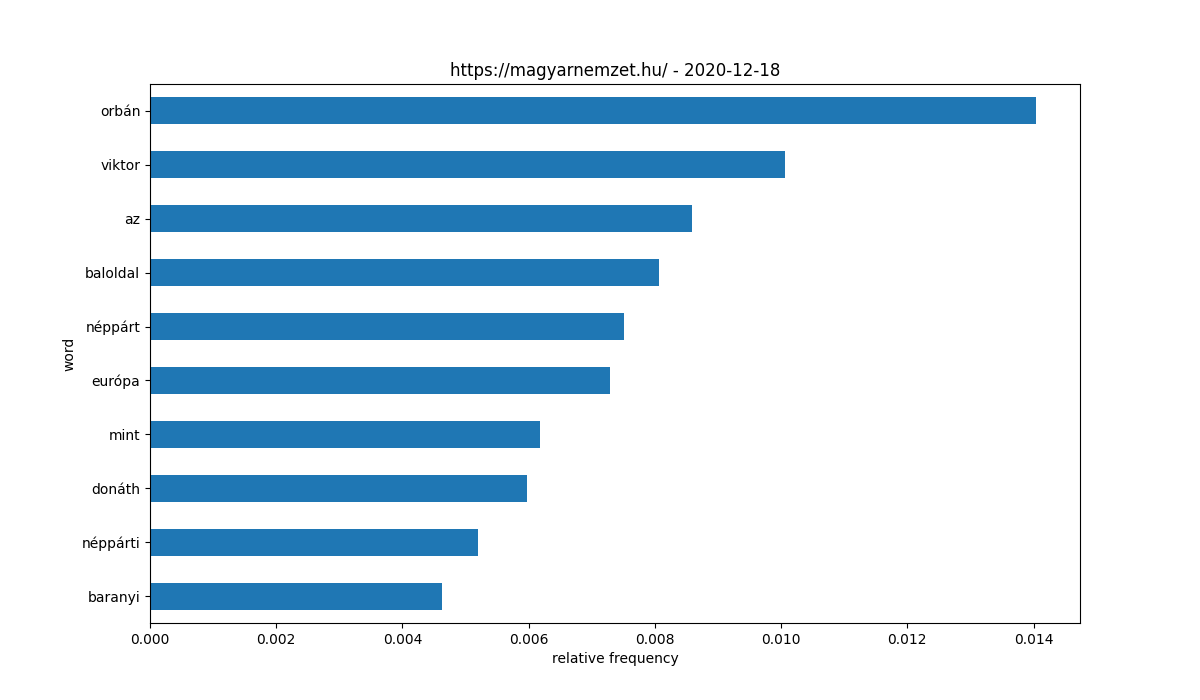 https://magyarnemzet.hu/ - 2020-12-18
orbán
viktor
az
baloldal
néppárt
európa
mint
donáth
néppárti
baranyi
word
0.000 0.002 0.004 0.006 0.008 0.010 0.012 0.014
relative frequency